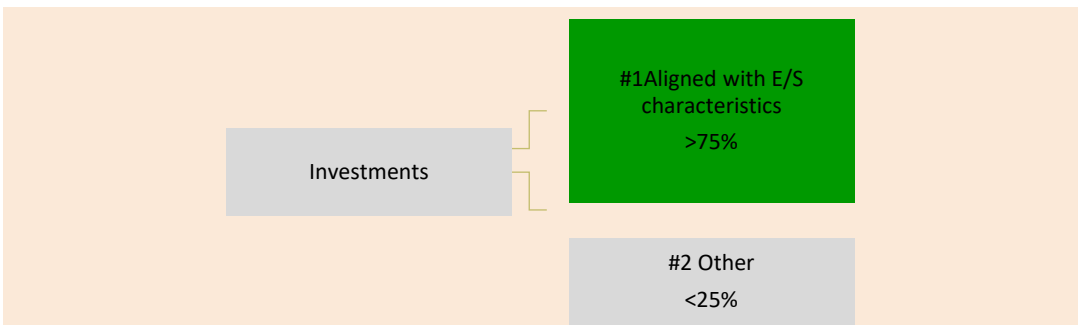 #1Aligned with E/S
characteristics
>75%
Investments
#2 Other
<25%